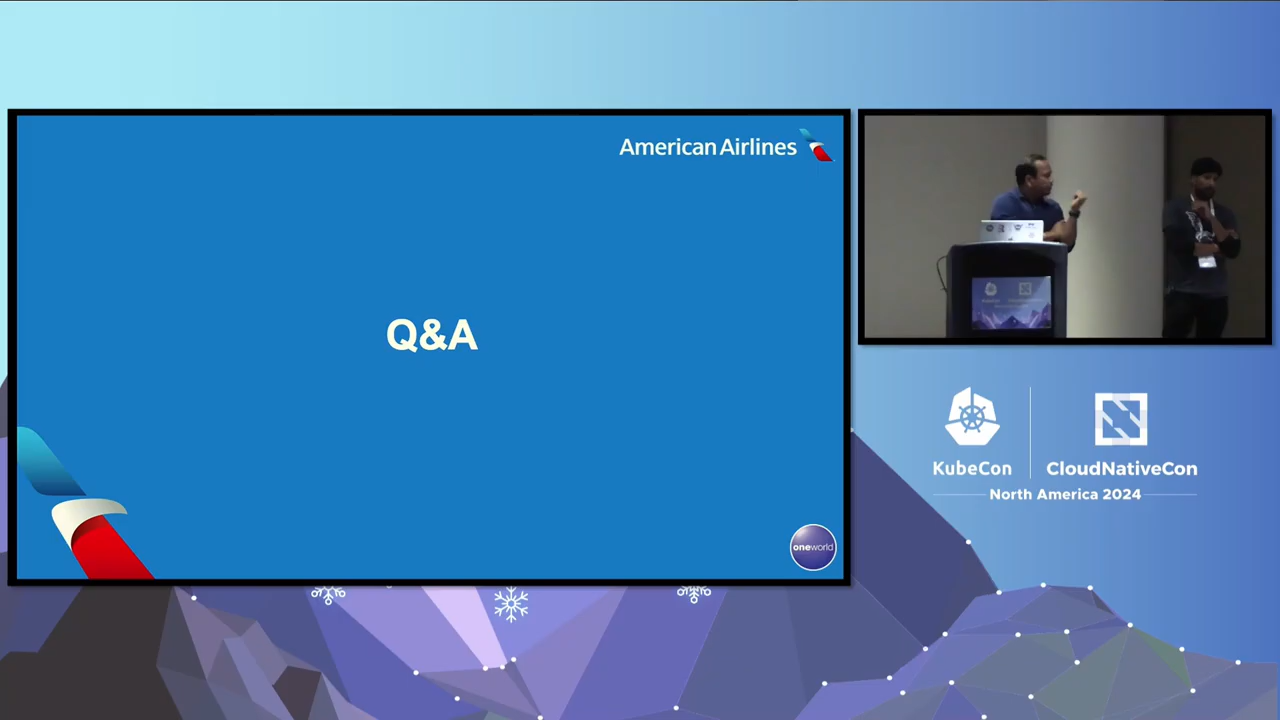 American Airlines
Q&A
oneworld
KubeCon
CloudNativeCon
North America 2024